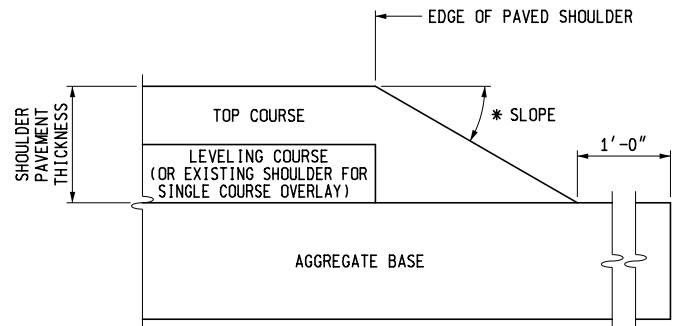 EDGE OF PAVED SHOULDER
SHOULDER
PAVEMENT
THICKNESS
TOP COURSE
* SLOPE
1'-0"
LEVELING COURSE
(OR EXISTING SHOULDER FOR
SINGLE COURSE OVERLAY)
AGGREGATE BASE